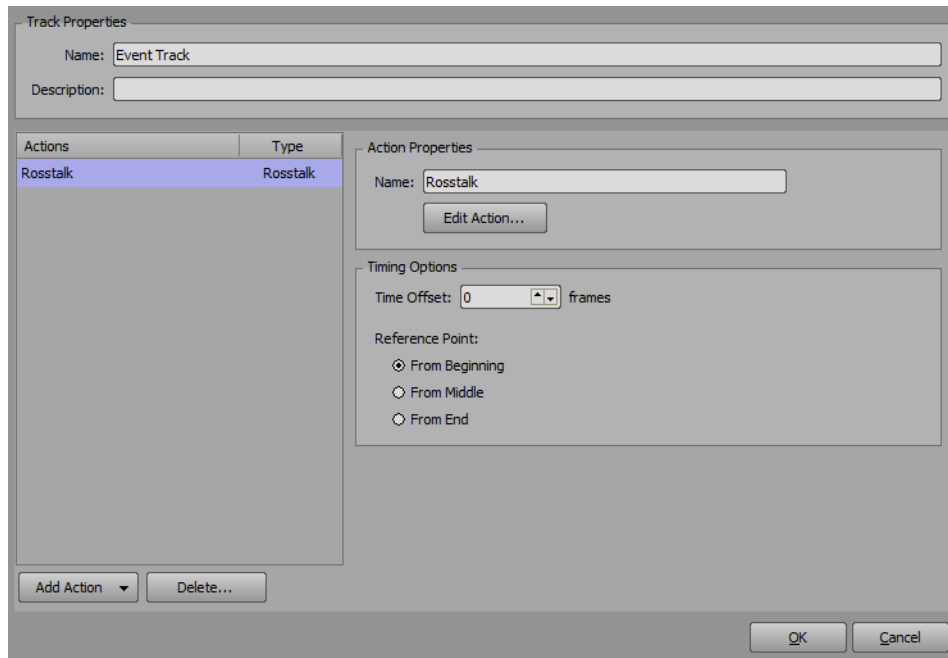 Track Properties
Name: Event Track
Description:
Actions Type
Rosstalk Rosstalk
Add Action Delete...
Action Properties
Name: Rosstalk
Edit Action...
Timing Options
Time Offset: 0 frames
Reference Point:
From Beginning
From Middle
From End
OK Cancel